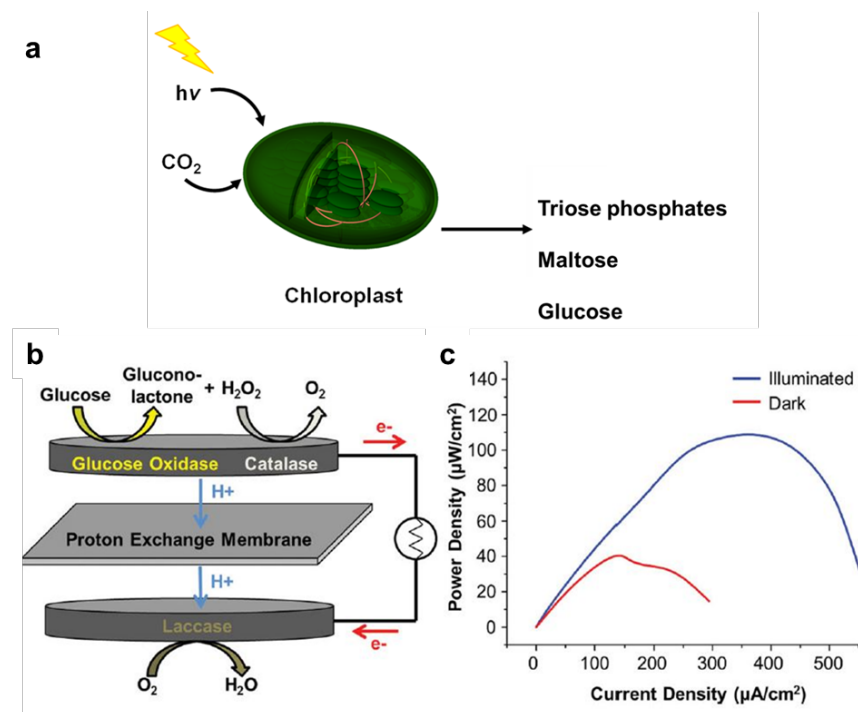 a
hν
CO₂
Chloroplast
Triose phosphates
Maltose
Glucose
b
Glucose
Glucono-
lactone
+ H₂O₂
O₂
Glucose Oxidase
Catalase
e-
H+
Proton Exchange Membrane
H+
Laccase
e-
O₂
H₂O
c
Illuminated
Dark
Power Density (µW/cm²)
140
120
100
80
60
40
20
0
0 100 200 300 400 500
Current Density (µA/cm²)